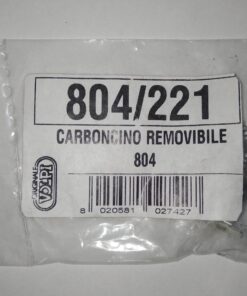 804/221
CARBONCINO REMOVIBILE
804
ORIGINALE
VOLPI
8 020581 027427